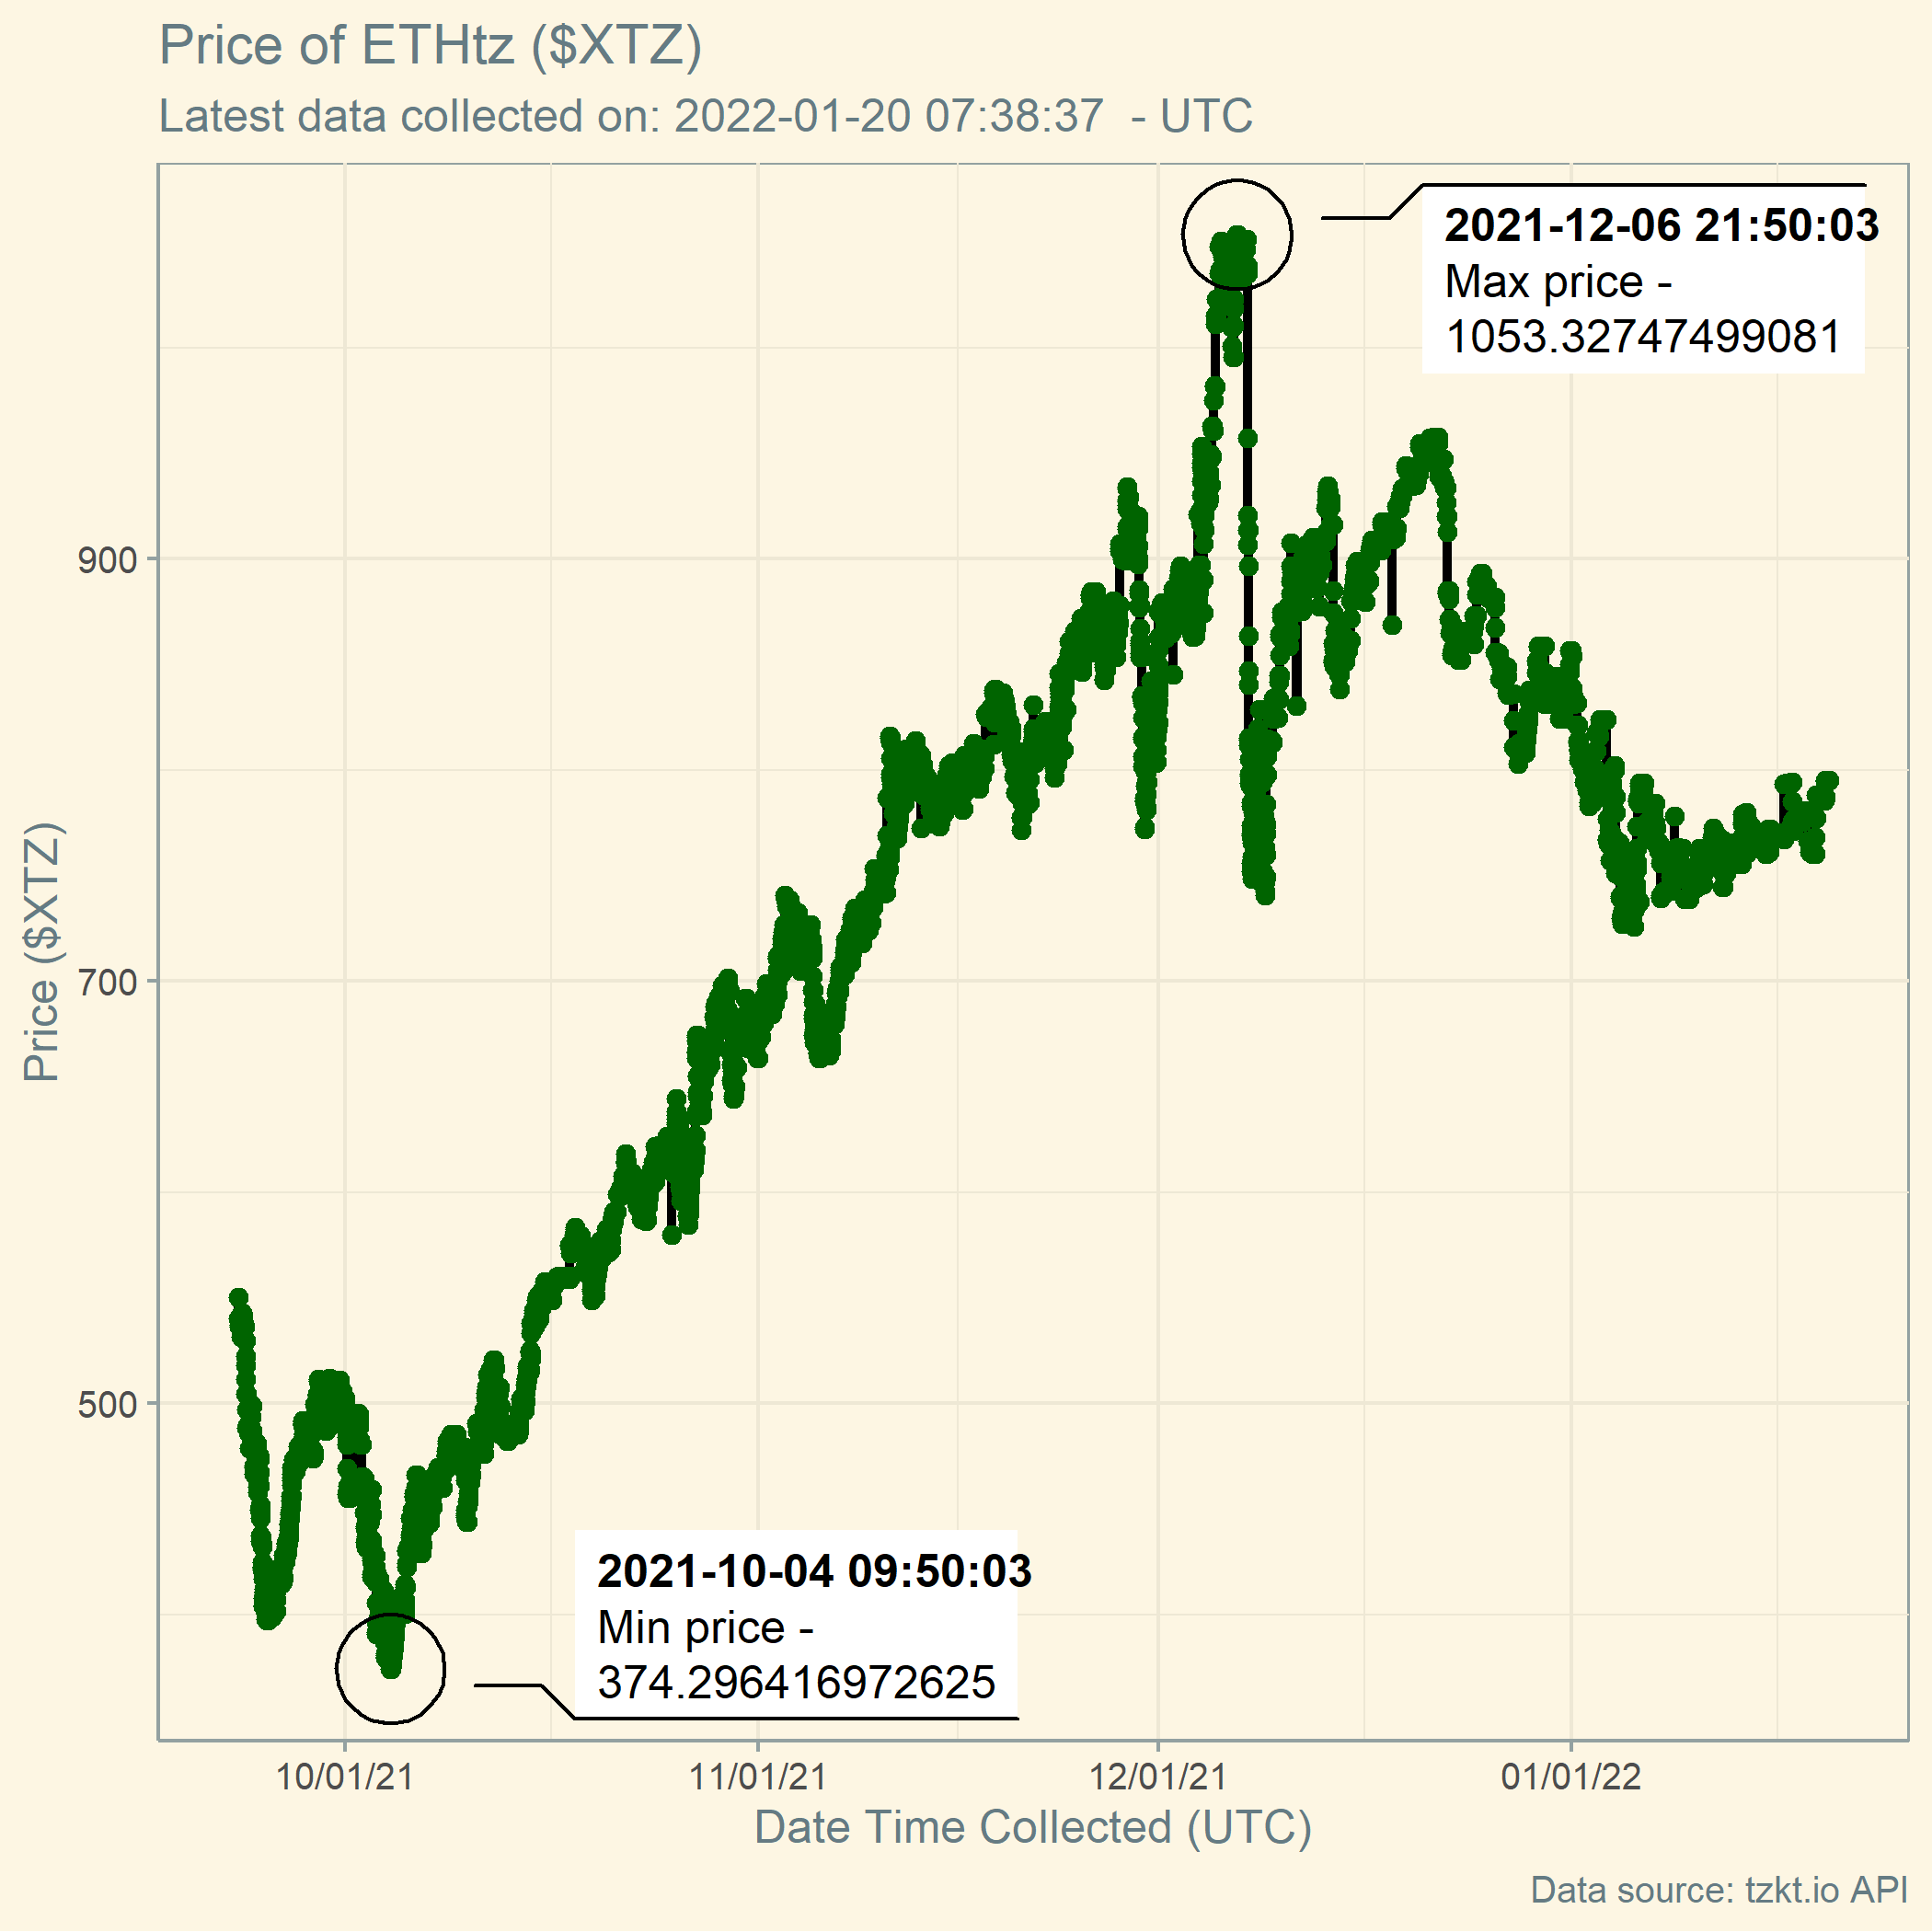 Price of ETHtz ($XTZ)
Latest data collected on: 2022-01-20 07:38:37  - UTC
2021-12-06 21:50:03
Max price -
1053.32747499081
900
700
500
Price ($XTZ)
2021-10-04 09:50:03
Min price -
374.296416972625
10/01/21
11/01/21
12/01/21
01/01/22
Date Time Collected (UTC)
Data source: tzkt.io API